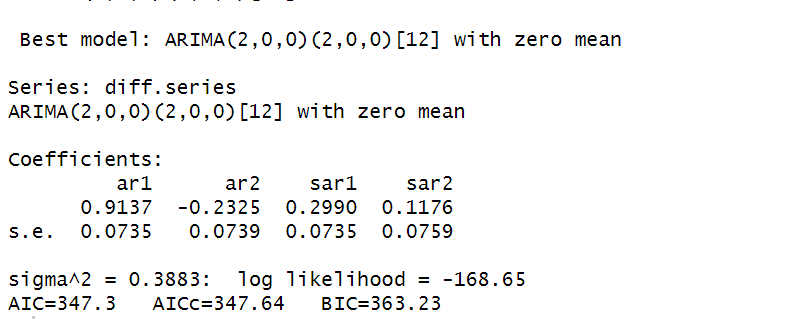 Best model: ARIMA(2,0,0)(2,0,0)[12] with zero mean
Series: diff.series
ARIMA(2,0,0)(2,0,0)[12] with zero mean
Coefficients:
ar1 ar2 sar1 sar2
0.9137 -0.2325 0.2990 0.1176
s.e. 0.0735 0.0739 0.0735 0.0759
sigma^2 = 0.3883: log likelihood = -168.65
AIC=347.3 AICc=347.64 BIC=363.23